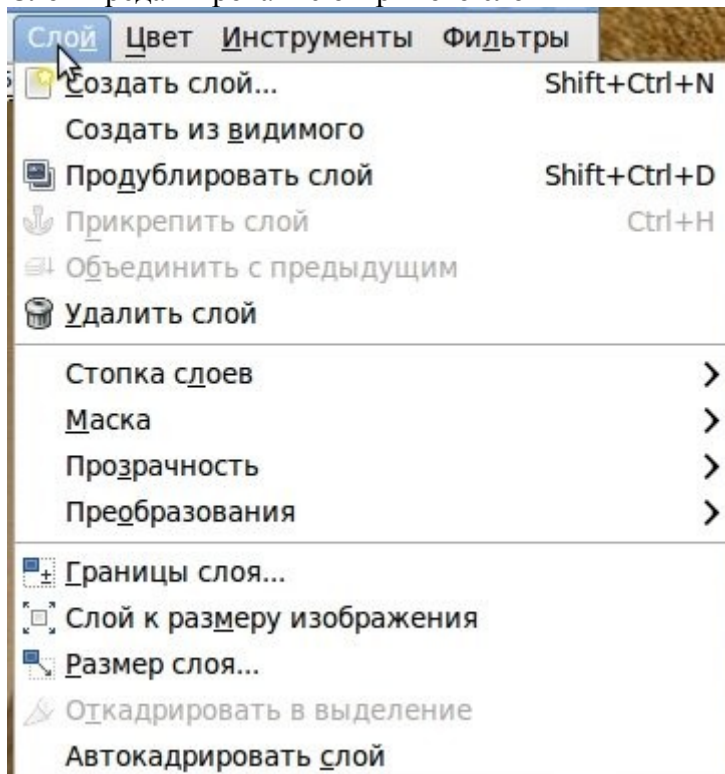 Слой Цвет Инструменты Фильтры
Создать слой... Shift+Ctrl+N
Создать из видимого
Продублировать слой Shift+Ctrl+D
Прикрепить слой Ctrl+H
Объединить с предыдущим
Удалить слой
Стопка слоев
Маска
Прозрачность
Преобразования
Границы слоя...
Слой к размеру изображения
Размер слоя...
Откадрировать в выделение
Автокадрировать слой